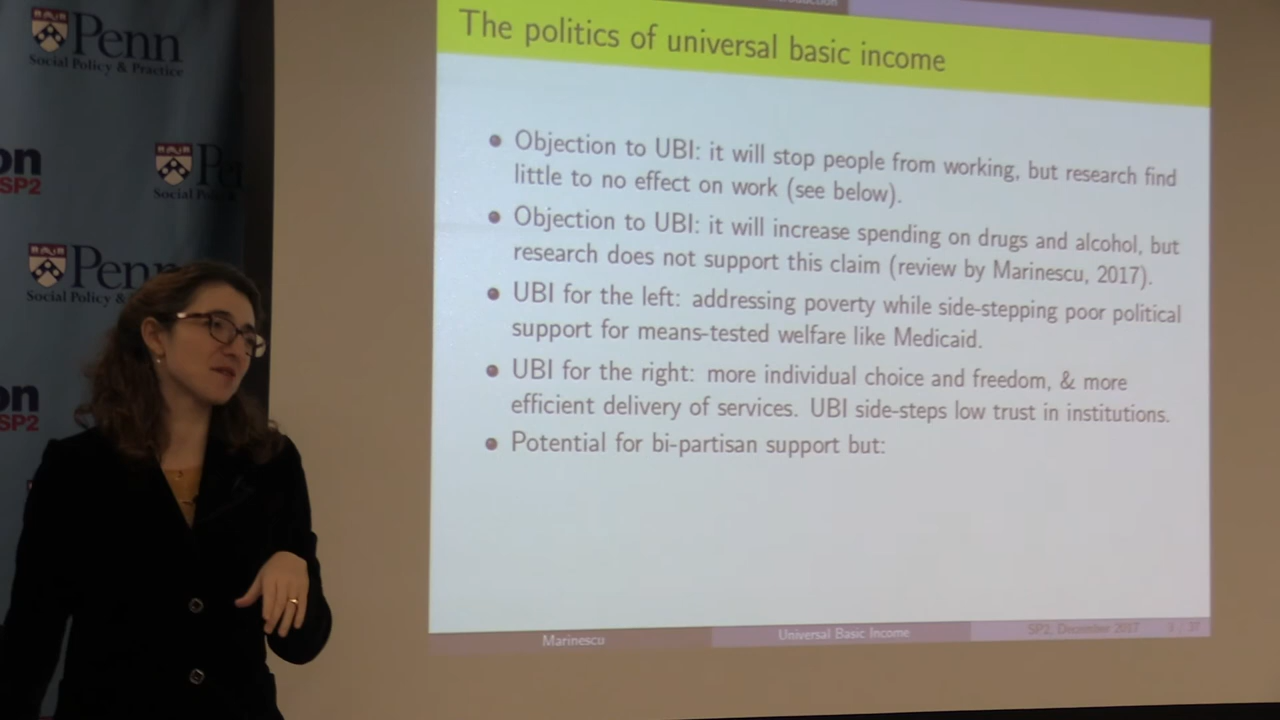 Penn
Social Policy & Practice
on
SP2
Social
Penn
Social Policy &
on
SP2
The politics of universal basic income
● Objection to UBI: it will stop people from working, but research find
little to no effect on work (see below).
● Objection to UBI: it will increase spending on drugs and alcohol, but
research does not support this claim (review by Marinescu, 2017).
● UBI for the left: addressing poverty while side-stepping poor political
support for means-tested welfare like Medicaid.
● UBI for the right: more individual choice and freedom, & more
efficient delivery of services. UBI side-steps low trust in institutions.
● Potential for bi-partisan support but:
Marinescu
Universal Basic Income
SP2, December 2017